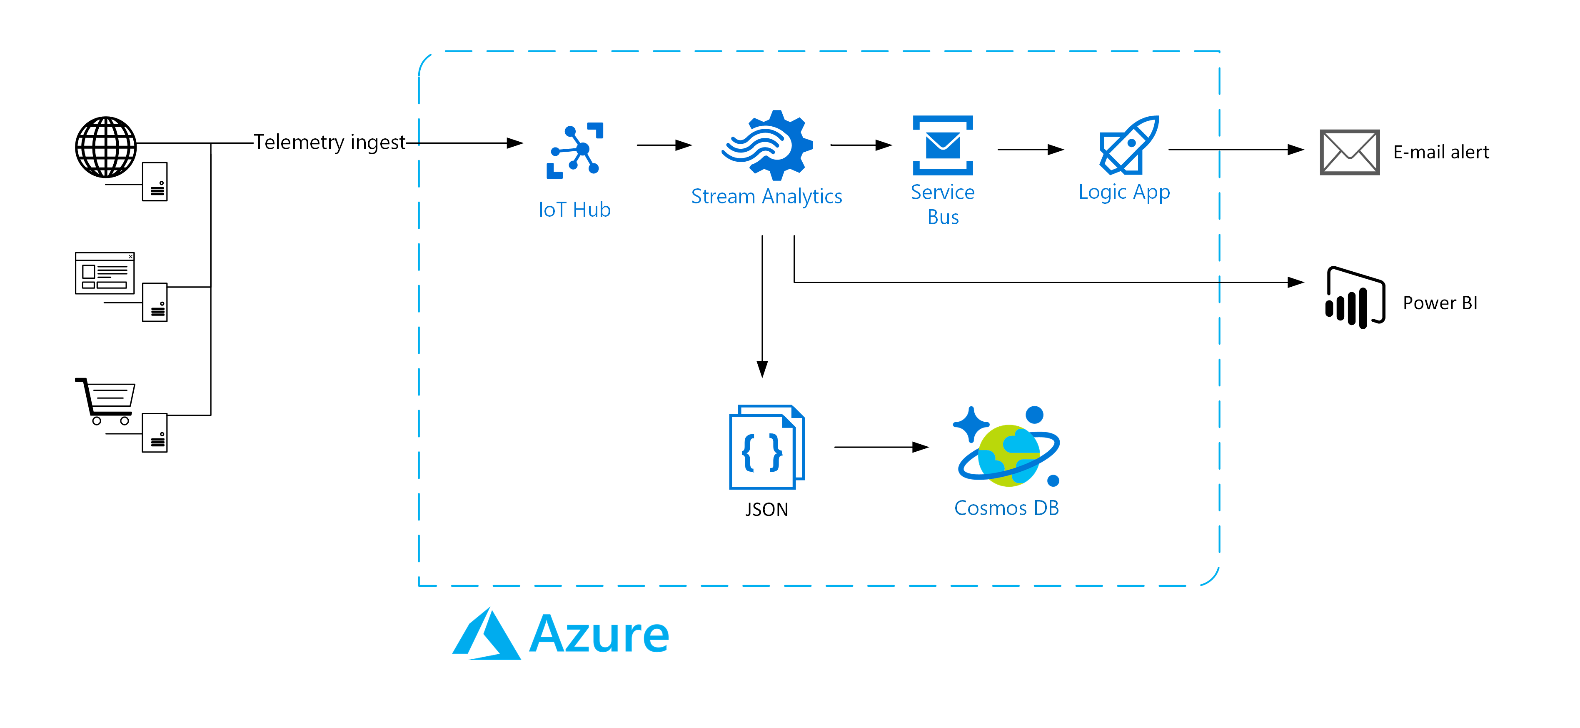 Telemetry ingest
IoT Hub
Stream Analytics
Service
Bus
Logic App
E-mail alert
Power BI
{ }
JSON
Cosmos DB
Azure